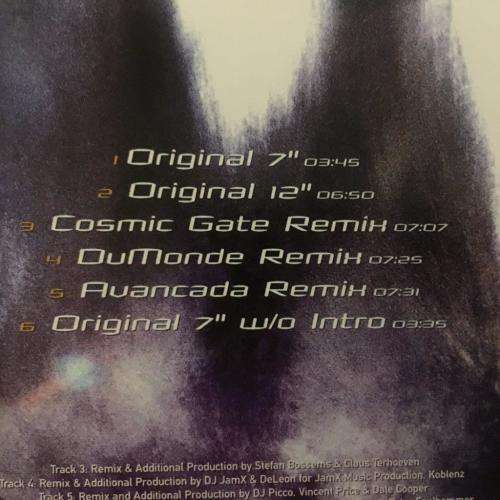 1 Original 7" 03:45
2 Original 12" 06:50
3 Cosmic Gate Remix 07:07
4 DuMonde Remix 07:25
5 Avancada Remix 07:31
6 Original 7" w/o Intro 03:35
Track 3: Remix & Additional Production by Stefan Bossems & Claus Terhoeven
Track 4: Remix & Additional Production by DJ JamX & DeLeon for JamX Music Production, Koblenz
Track 5: Remix and Additional Production by DJ Picco, Vincent Price & Dale Cooper